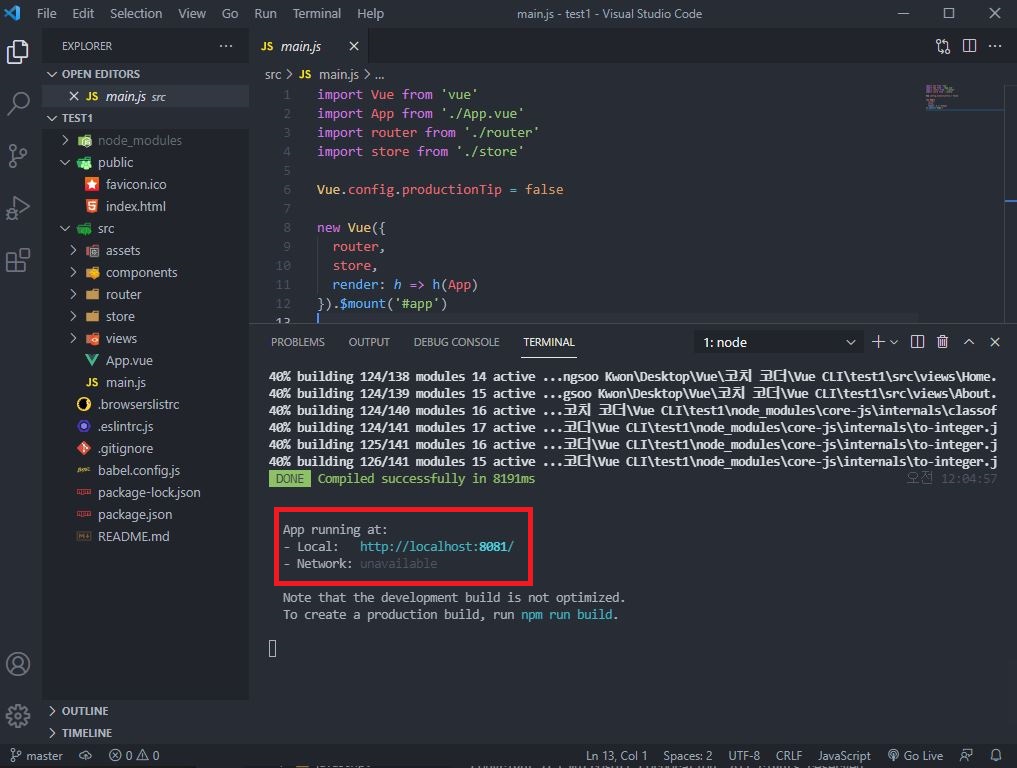 File Edit Selection View Go Run Terminal Help
main.js - test1 - Visual Studio Code
EXPLORER
OPEN EDITORS
JS main.js src
TEST1
node_modules
public
favicon.ico
index.html
src
assets
components
router
store
views
App.vue
JS main.js
.browserslistrc
.eslintrc.js
.gitignore
babel.config.js
package-lock.json
package.json
README.md
OUTLINE
TIMELINE
JS main.js
src > JS main.js > ...
1 import Vue from 'vue'
2 import App from './App.vue'
3 import router from './router'
4 import store from './store'
5
6 Vue.config.productionTip = false
7
8 new Vue({
9 router,
10 store,
11 render: h => h(App)
12 }).$mount('#app')
13
PROBLEMS OUTPUT DEBUG CONSOLE TERMINAL
1: node
40% building 124/138 modules 14 active ...ngsoo Kwon\Desktop\Vue\코치 코더\Vue CLI\test1\src\views\Home.
40% building 124/139 modules 15 active ...gsoo Kwon\Desktop\Vue\코치 코더\Vue CLI\test1\src\views\About.
40% building 124/140 modules 16 active ...코치 코더\Vue CLI\test1\node_modules\core-js\internals\classof
40% building 124/141 modules 17 active ...코더\Vue CLI\test1\node_modules\core-js\internals\to-integer.j
40% building 125/141 modules 16 active ...코더\Vue CLI\test1\node_modules\core-js\internals\to-integer.j
40% building 126/141 modules 15 active ...코더\Vue CLI\test1\node_modules\core-js\internals\to-integer.j
DONE Compiled successfully in 8191ms 오전 12:04:57
App running at:
- Local: http://localhost:8081/
- Network: unavailable
Note that the development build is not optimized.
To create a production build, run npm run build.
master 0 0 Ln 13, Col 1 Spaces: 2 UTF-8 CRLF JavaScript Go Live